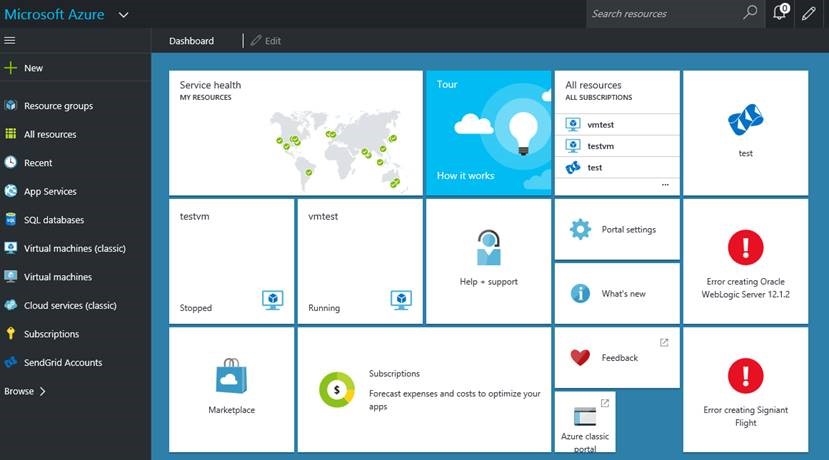 Microsoft Azure
Search resources
0
Dashboard
Edit
New
Resource groups
All resources
Recent
App Services
SQL databases
Virtual machines (classic)
Virtual machines
Cloud services (classic)
Subscriptions
SendGrid Accounts
Browse
Service health
MY RESOURCES
Tour
How it works
All resources
ALL SUBSCRIPTIONS
vmtest
testvm
test
...
test
testvm
Stopped
vmtest
Running
Help + support
Portal settings
What's new
Error creating Oracle
WebLogic Server 12.1.2
Marketplace
$
Subscriptions
Forecast expenses and costs to optimize your
apps
Feedback
Azure classic
portal
Error creating Signiant
Flight